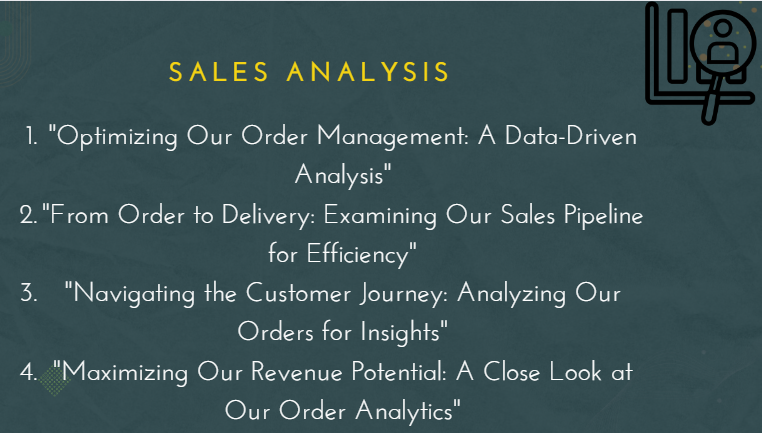 SALES ANALYSIS
1. "Optimizing Our Order Management: A Data-Driven
Analysis"
2. "From Order to Delivery: Examining Our Sales Pipeline
for Efficiency"
3. "Navigating the Customer Journey: Analyzing Our
Orders for Insights"
4. "Maximizing Our Revenue Potential: A Close Look at
Our Order Analytics"